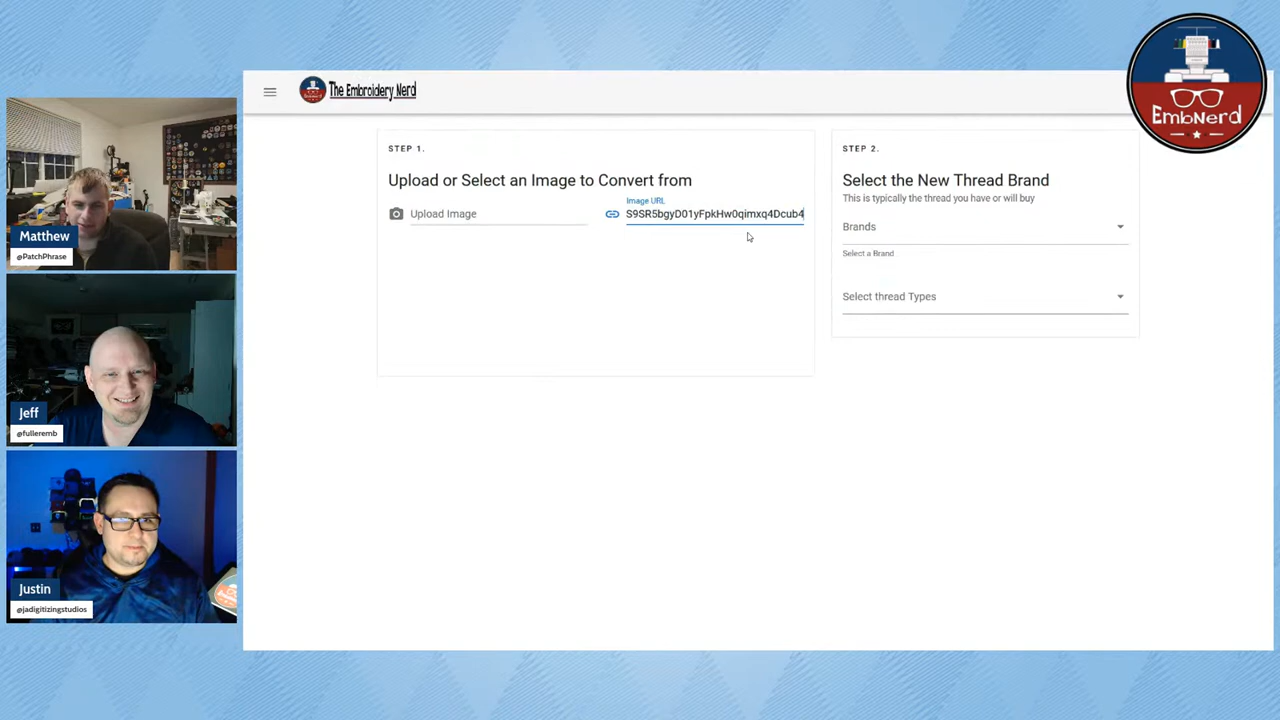 The Embroidery Nerd
EmbNerd
STEP 1.
Upload or Select an Image to Convert from
Upload Image
Image URL
S9SR5bgyD01yFpkHw0qimxq4Dcub4
STEP 2.
Select the New Thread Brand
This is typically the thread you have or will buy
Brands
Select a Brand
Select thread Types
Matthew
@PatchPhrase
Jeff
@fulleremb
Justin
@jadigitizingstudios